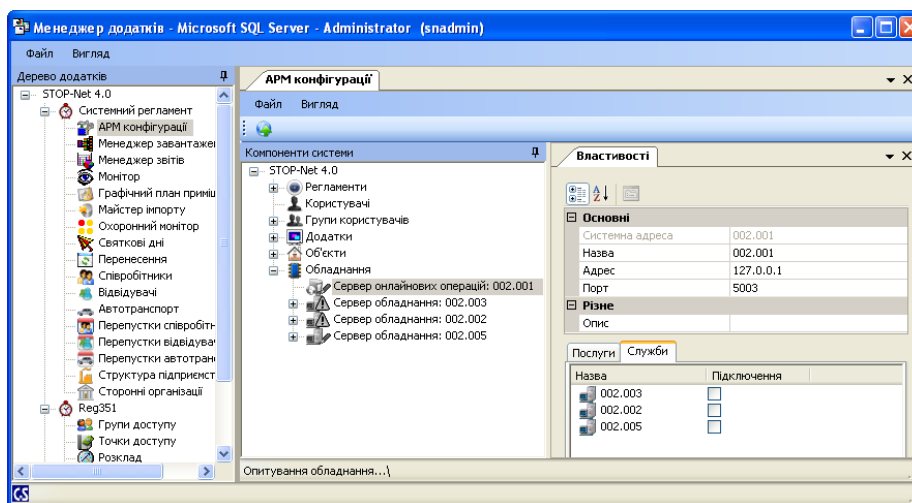 Менеджер додатків - Microsoft SQL Server - Administrator (snadmin)
Файл Вигляд
Дерево додатків
STOP-Net 4.0
Системний регламент
АРМ конфігурації
Менеджер завантажен
Менеджер звітів
Монітор
Графічний план приміщ
Майстер імпорту
Охоронний монітор
Святкові дні
Перенесення
Співробітники
Відвідувачі
Автотранспорт
Перепустки співробітн
Перепустки відвідувач
Перепустки автотран
Структура підприємст
Сторонні організації
Reg351
Групи доступу
Точки доступу
Розклад
АРМ конфігурації
Файл Вигляд
Компоненти системи
STOP-Net 4.0
Регламенти
Користувачі
Групи користувачів
Додатки
Об'єкти
Обладнання
Сервер онлайнових операцій: 002.001
Сервер обладнання: 002.003
Сервер обладнання: 002.002
Сервер обладнання: 002.005
Властивості
Основні
Системна адреса 002.001
Назва 002.001
Адрес 127.0.0.1
Порт 5003
Різне
Опис
Послуги Служби
Назва Підключення
002.003
002.002
002.005
Опитування обладнання...\
CS